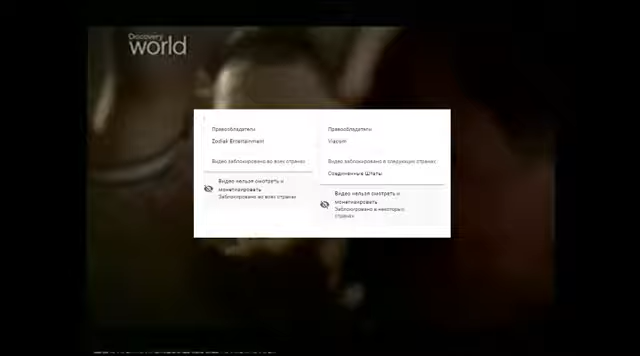 Discovery
world
Правообладатели
Zodiak Entertainment
Видео заблокировано во всех странах
Видео нельзя смотреть и
монетизировать
Заблокировано во всех странах
Правообладатели
Viacom
Видео заблокировано в следующих странах
Соединенные Штаты
Видео нельзя смотреть и
монетизировать
Заблокировано в некоторых
странах